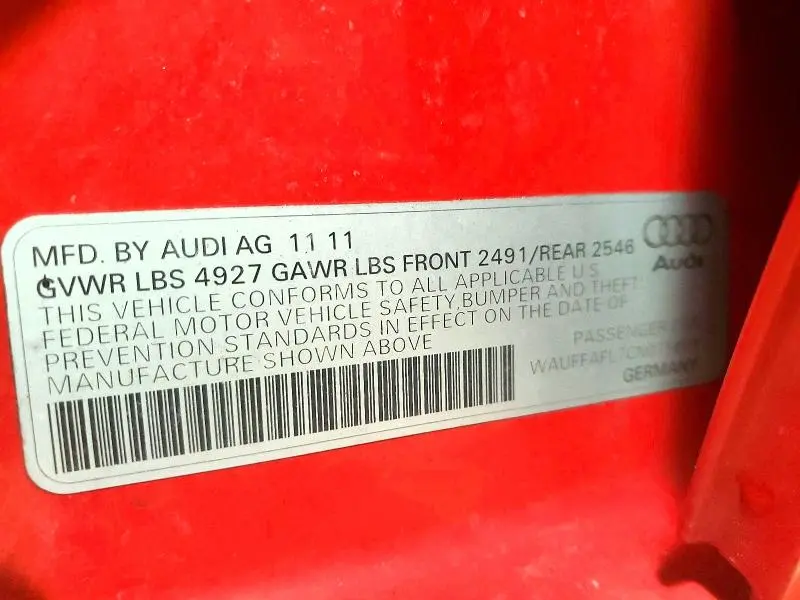 MFD. BY AUDI AG 11 11
GVWR LBS 4927 GAWR LBS FRONT 2491/REAR 2546
THIS VEHICLE CONFORMS TO ALL APPLICABLE U.S.
FEDERAL MOTOR VEHICLE SAFETY, BUMPER AND THEFT
PREVENTION STANDARDS IN EFFECT ON THE DATE OF
MANUFACTURE SHOWN ABOVE
Audi
PASSENGER
GERMANY